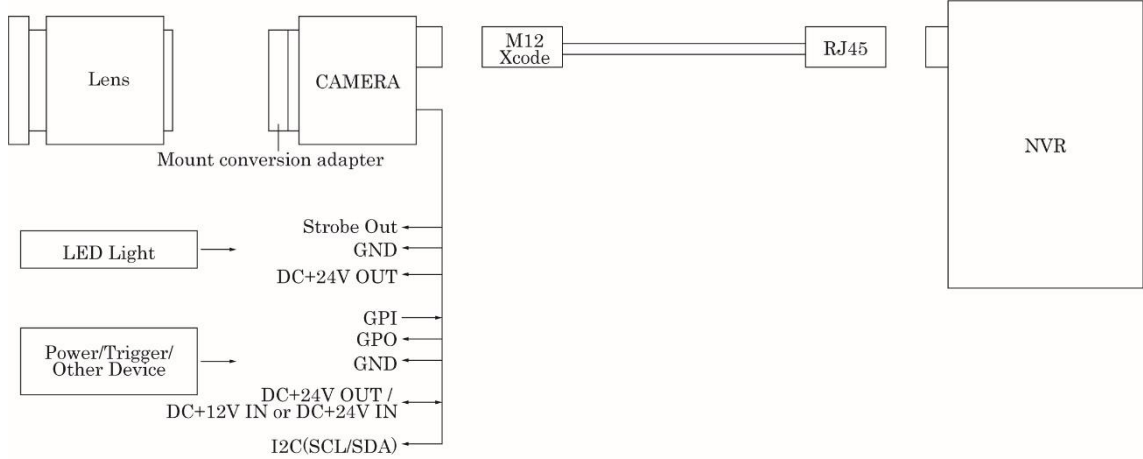 Lens
CAMERA
Mount conversion adapter
M12
Xcode
RJ45
NVR
LED Light
Strobe Out
GND
DC+24V OUT
Power/Trigger/
Other Device
GPI
GPO
GND
DC+24V OUT /
DC+12V IN or DC+24V IN
I2C(SCL/SDA)